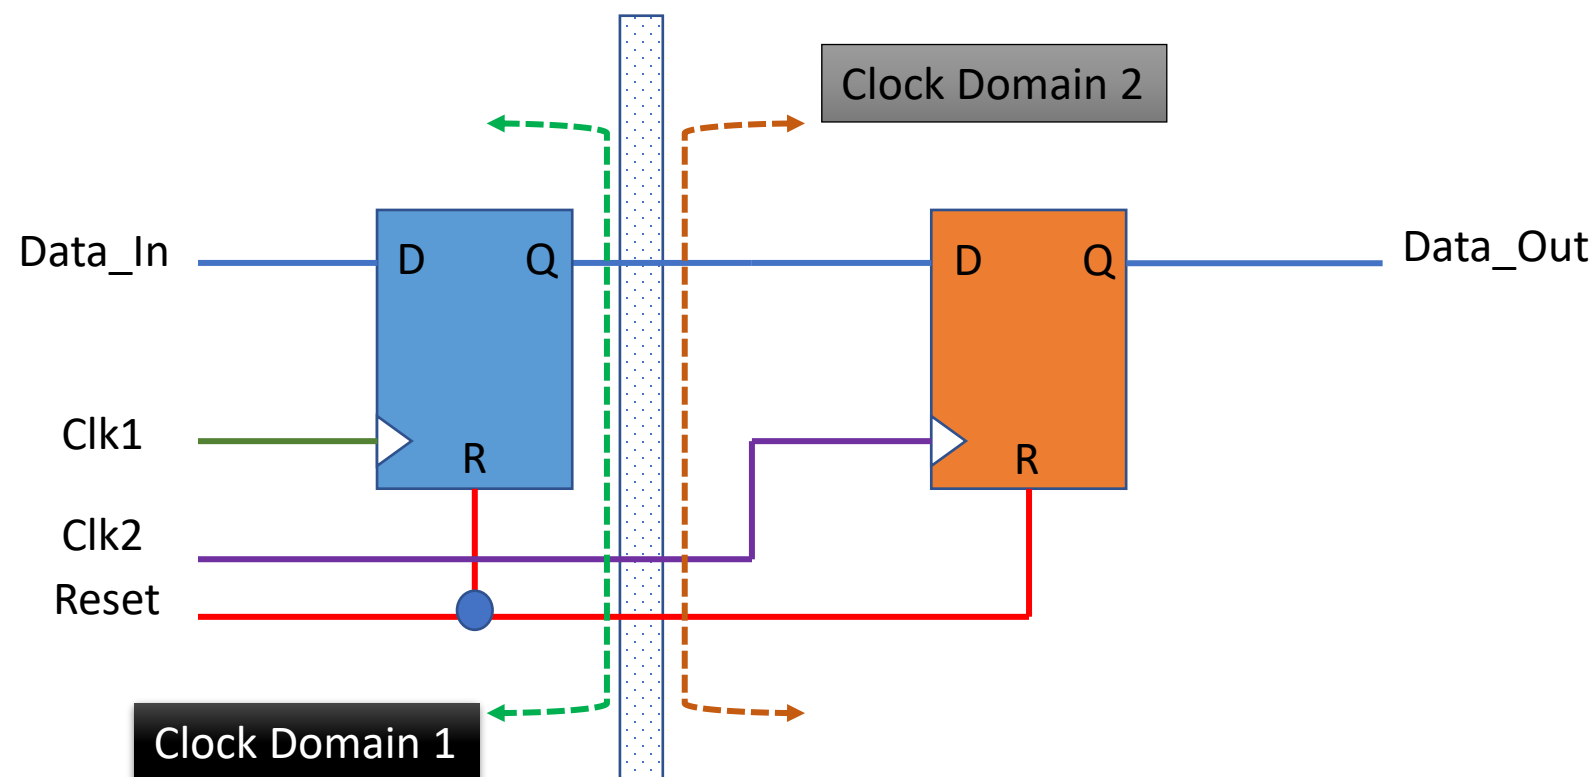 Clock Domain 2
Data_In
D
Q
D
Q
Data_Out
Clk1
R
R
Clk2
Reset
Clock Domain 1